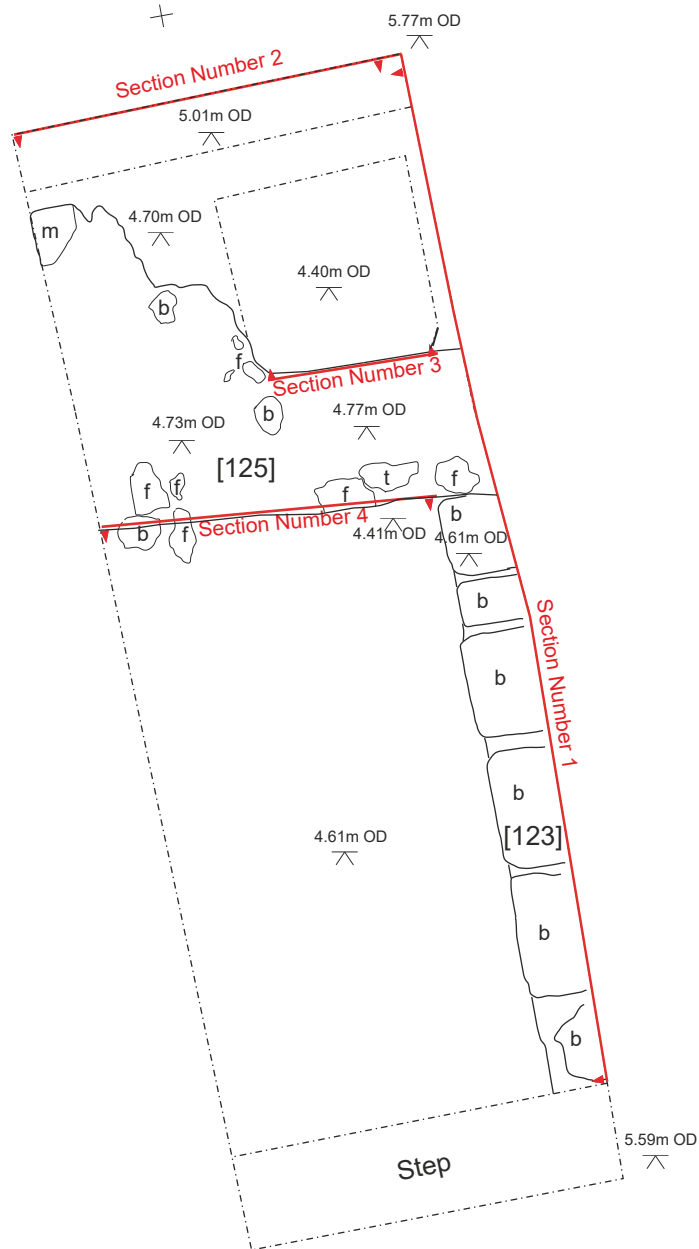 5.77m OD
Section Number 2
5.01m OD
m
4.70m OD
4.40m OD
b
f
Section Number 3
b
4.73m OD
4.77m OD
[125]
f
f
f
t
f
b
Section Number 4
b
f
4.41m OD
4.61m OD
b
Section Number 1
b
b
[123]
4.61m OD
b
b
Step
5.59m OD